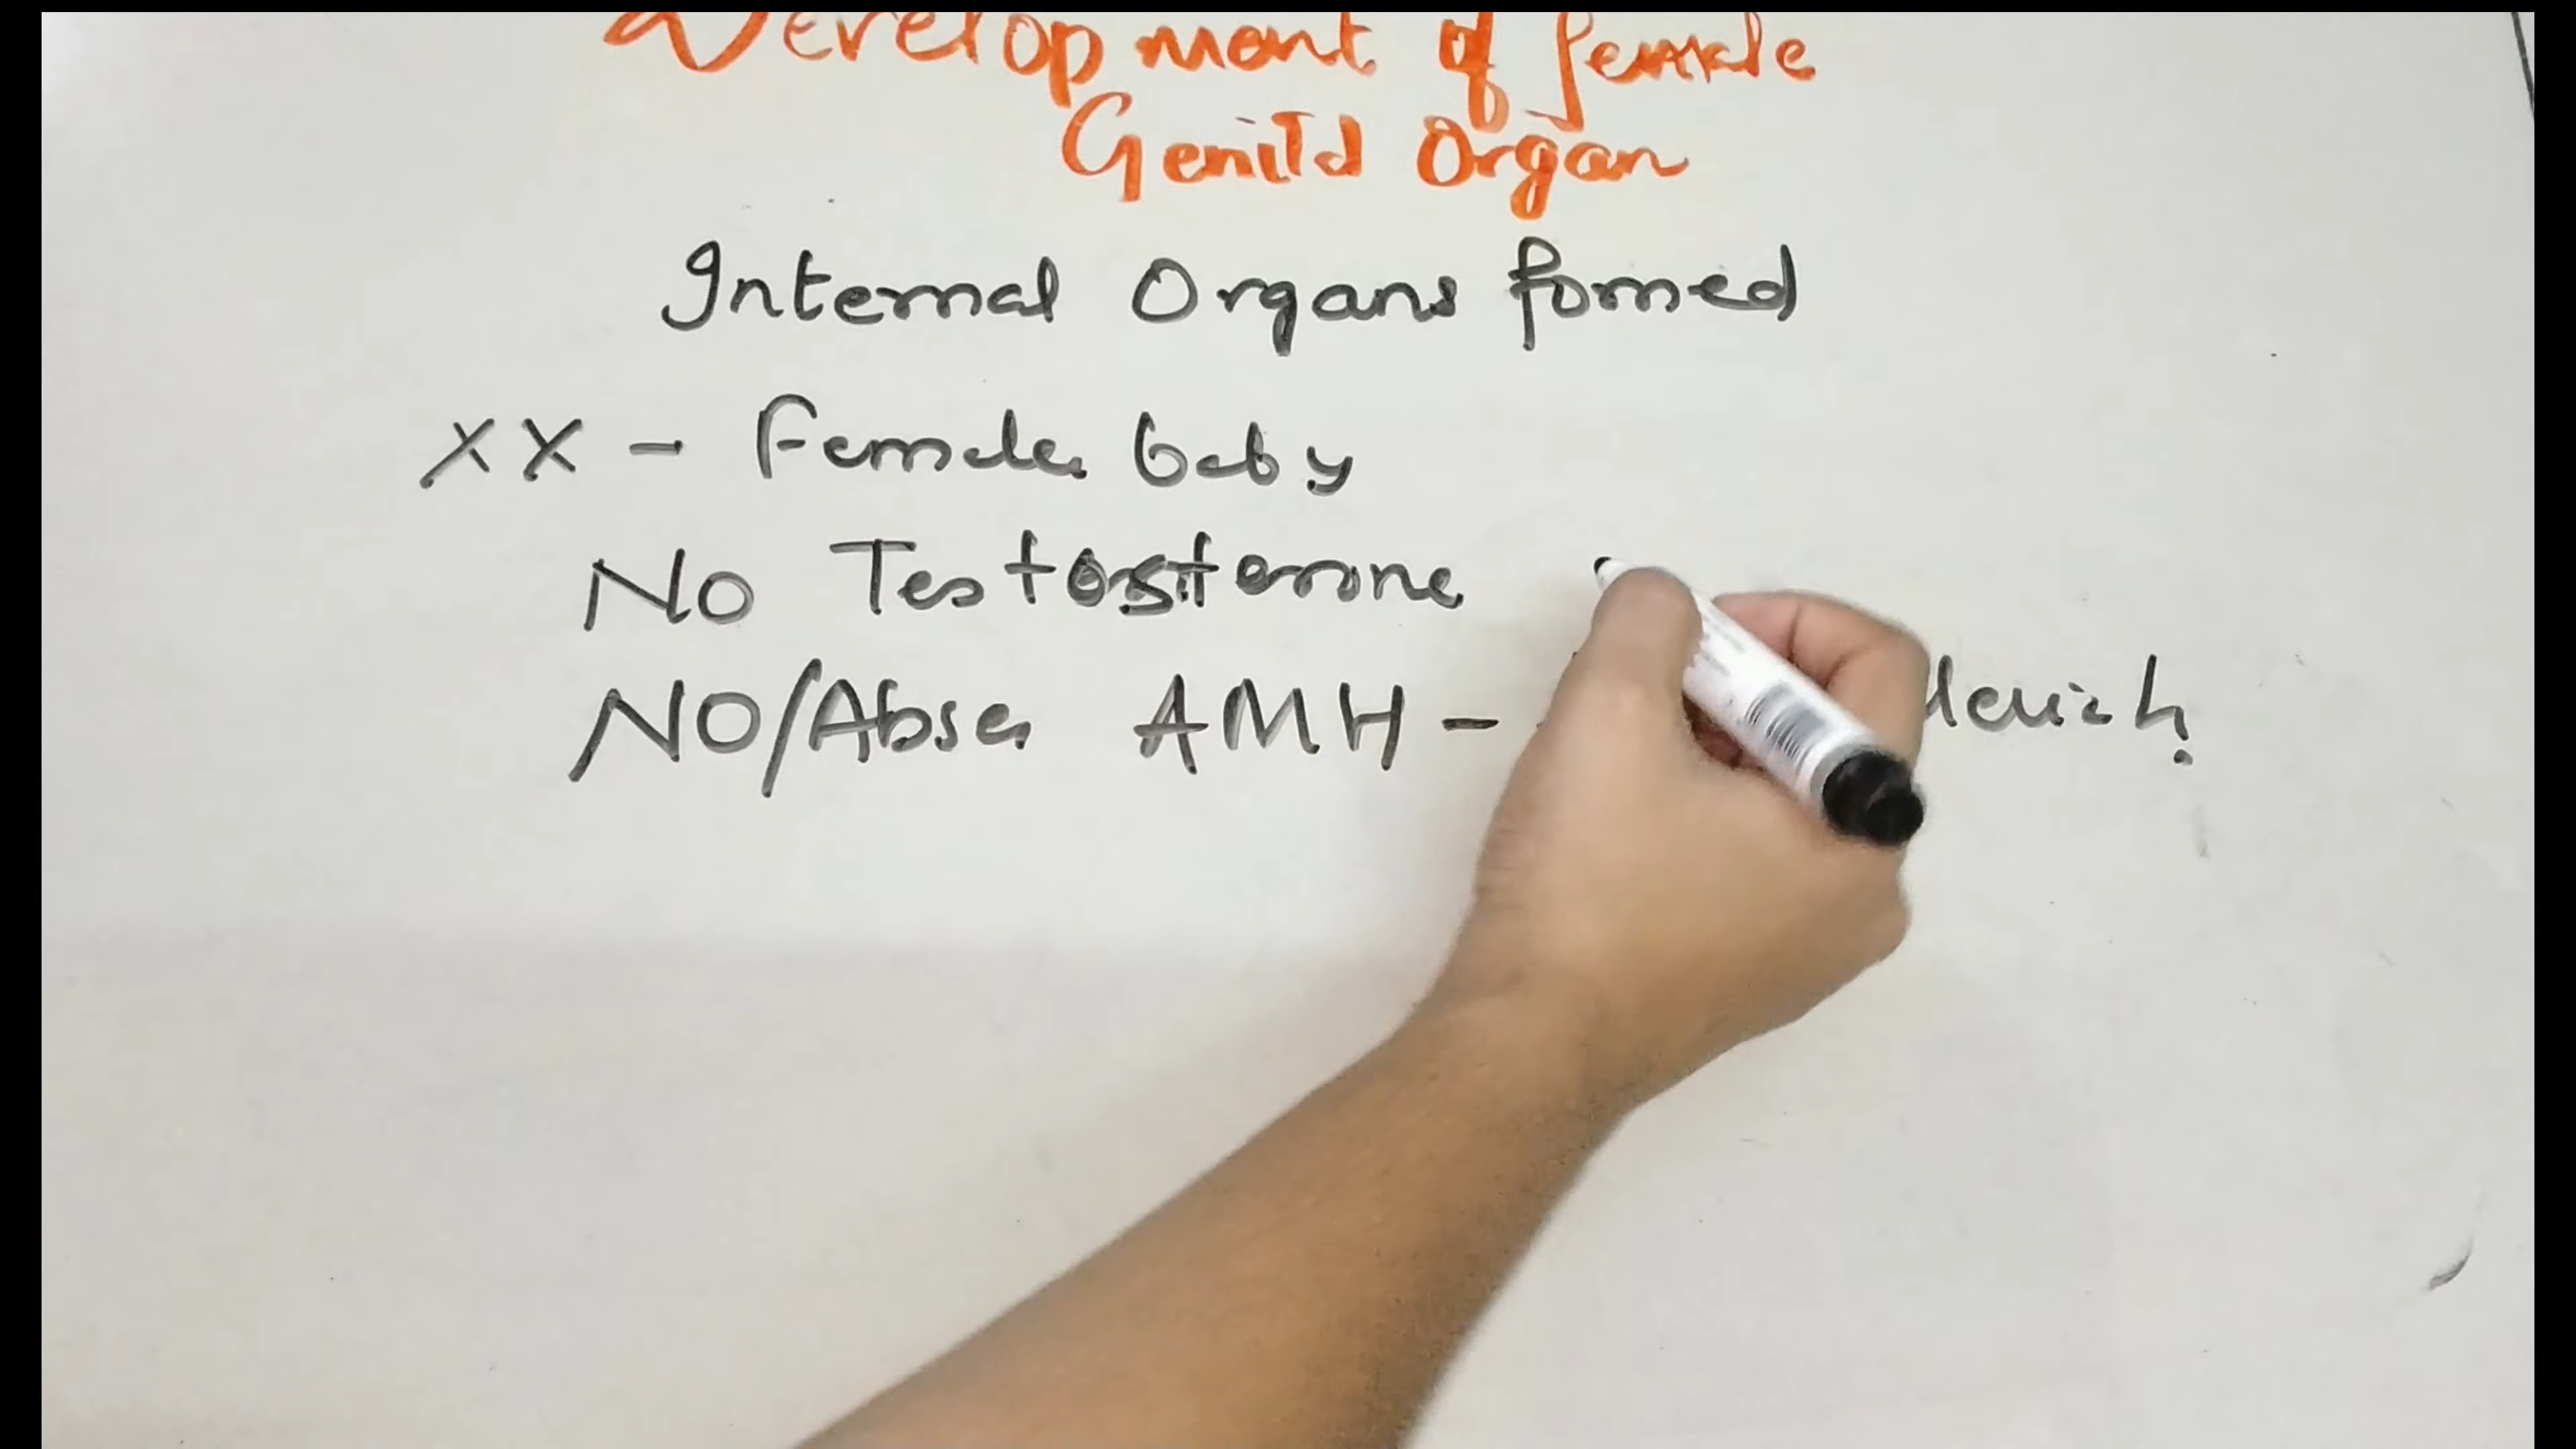 Development of female
Genital Organ
Internal Organs formed
XX - Female baby
No Testosterone
NO/Absen AMH -